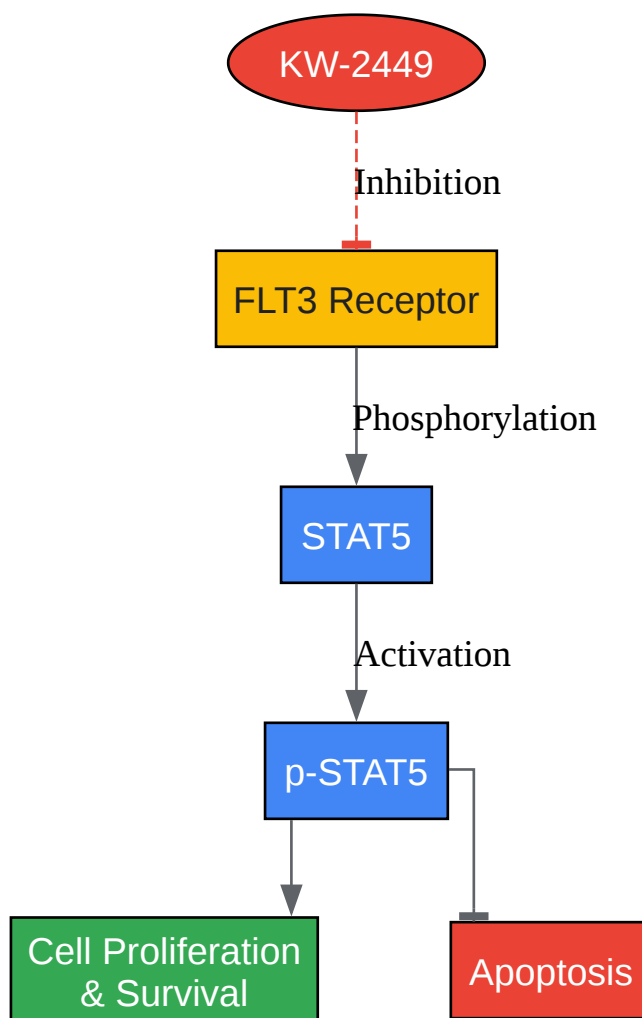 KW-2449
Inhibition
FLT3 Receptor
Phosphorylation
STAT5
Activation
p-STAT5
Cell Proliferation
& Survival
Apoptosis